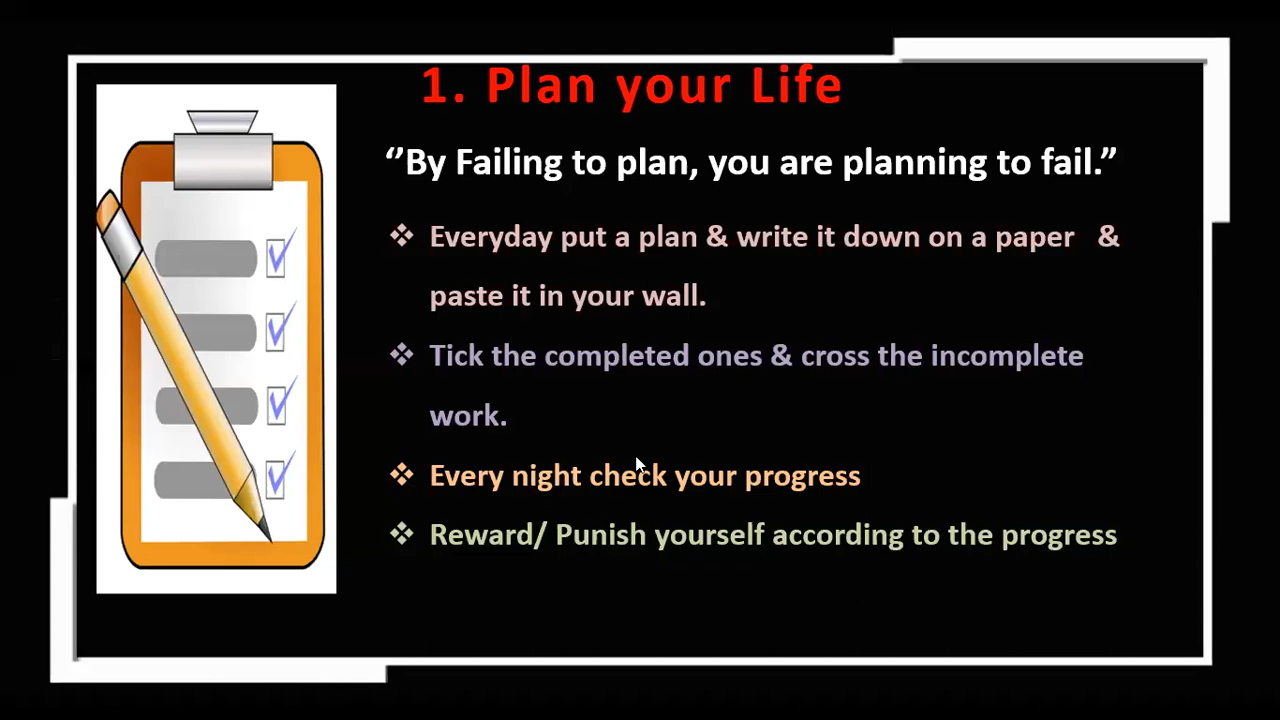 1. Plan your Life
‘’By Failing to plan, you are planning to fail.”
❖ Everyday put a plan & write it down on a paper &
paste it in your wall.
❖ Tick the completed ones & cross the incomplete
work.
❖ Every night check your progress
❖ Reward/ Punish yourself according to the progress